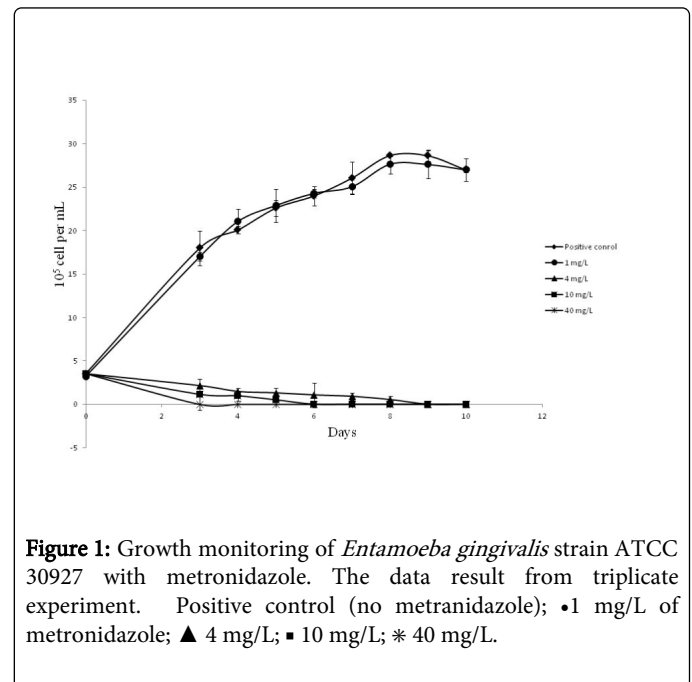 35
30
25
20
15
10
5
0
-5
10⁵ cell per mL
0 2 4 6 8 10 12
Days
Positive conrol
1 mg/L
4 mg/L
10 mg/L
40 mg/L
Figure 1: Growth monitoring of Entamoeba gingivalis strain ATCC
30927 with metronidazole. The data result from triplicate
experiment. Positive control (no metranidazole); •1 mg/L of
metronidazole; ▲ 4 mg/L; ▪ 10 mg/L; ✳ 40 mg/L.